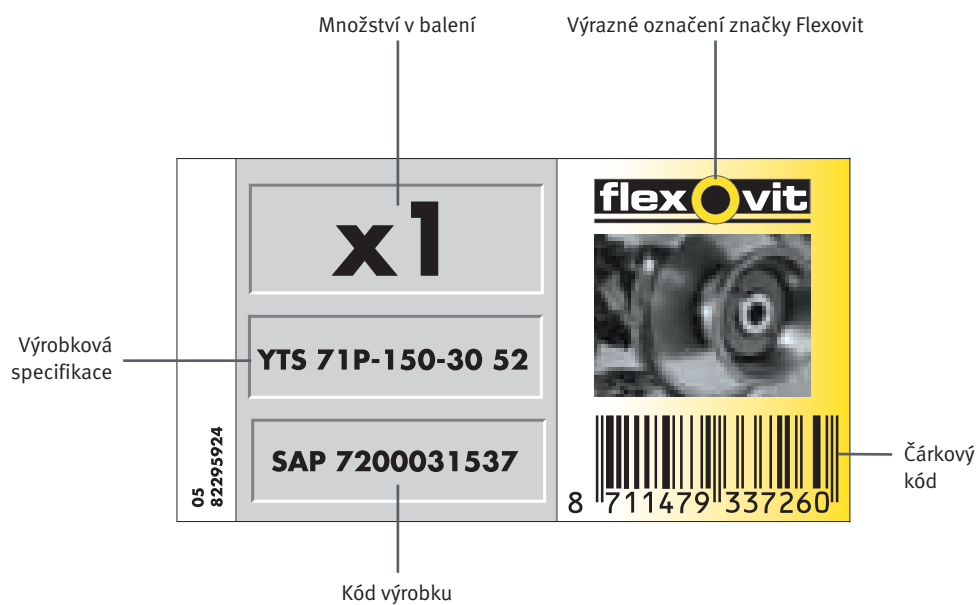 Množství v balení
Výrazné označení značky Flexovit
flexovit
x1
Výrobková
specifikace
YTS 71P-150-30 52
SAP 7200031537
05
82295924
8 711479 337260
Čárkový
kód
Kód výrobku